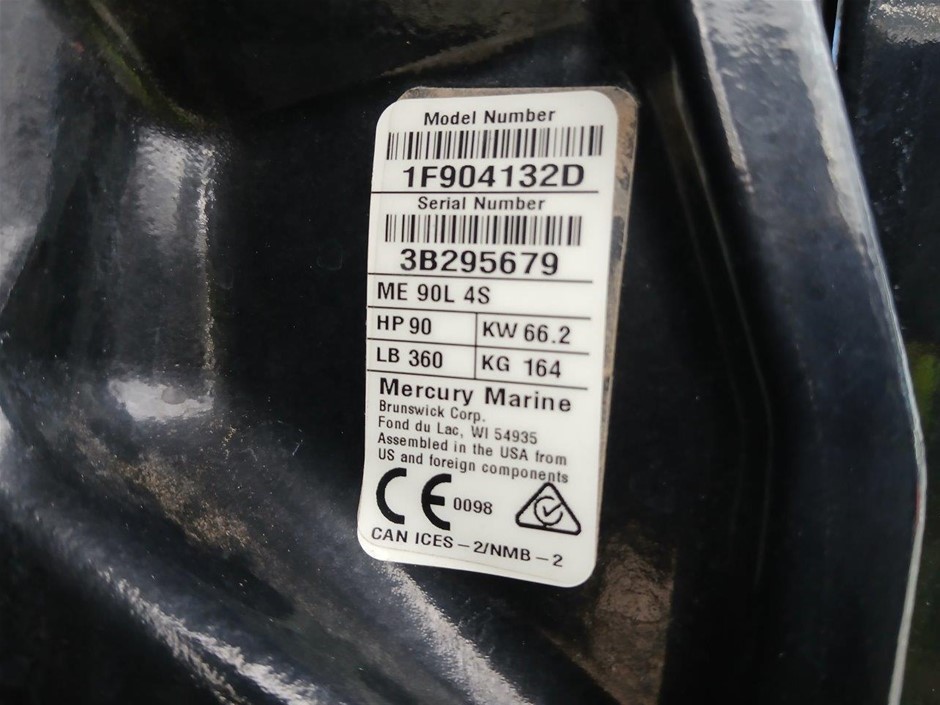 Model Number
1F904132D
Serial Number
3B295679
ME 90L 4S
HP 90 KW 66.2
LB 360 KG 164
Mercury Marine
Brunswick Corp.
Fond du Lac, WI 54935
Assembled in the USA from
US and foreign components
CE 0098
CAN ICES-2/NMB-2